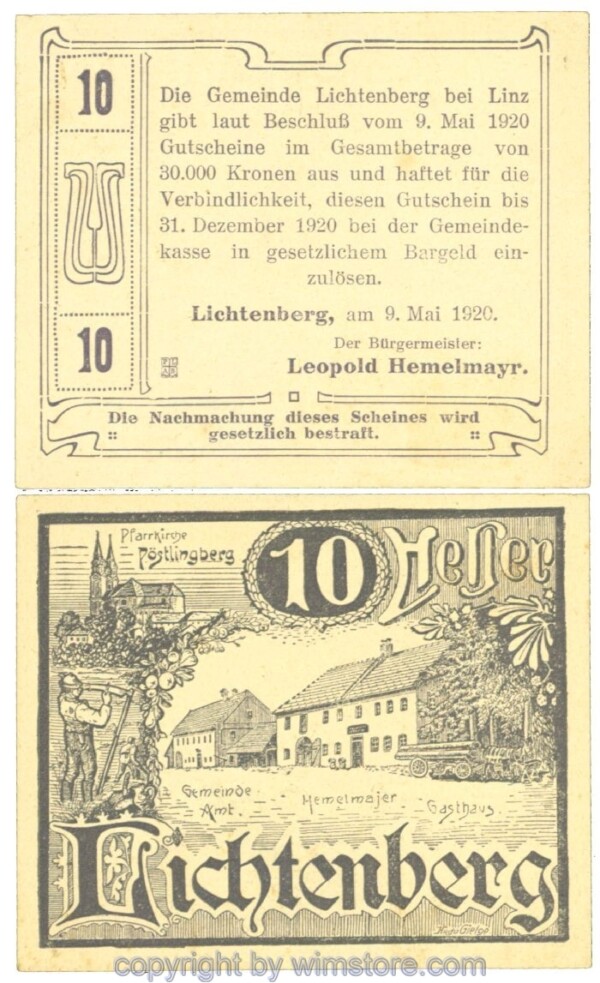 10
Die Gemeinde Lichtenberg bei Linz
gibt laut Beschluß vom 9. Mai 1920
Gutscheine im Gesamtbetrage von
30.000 Kronen aus und haftet für die
Verbindlichkeit, diesen Gutschein bis
31. Dezember 1920 bei der Gemeinde-
kasse in gesetzlichem Bargeld ein-
zulösen.
Lichtenberg, am 9. Mai 1920.
10
Der Bürgermeister:
Leopold Hemelmayr.
Die Nachmachung dieses Scheines wird
:: gesetzlich bestraft. ::
Pfarrkirche
Pöstlingberg
10 Heller
Gemeinde
Amt.
Hemelmajer
Gasthaus.
Lichtenberg
copyright by wimstore.com